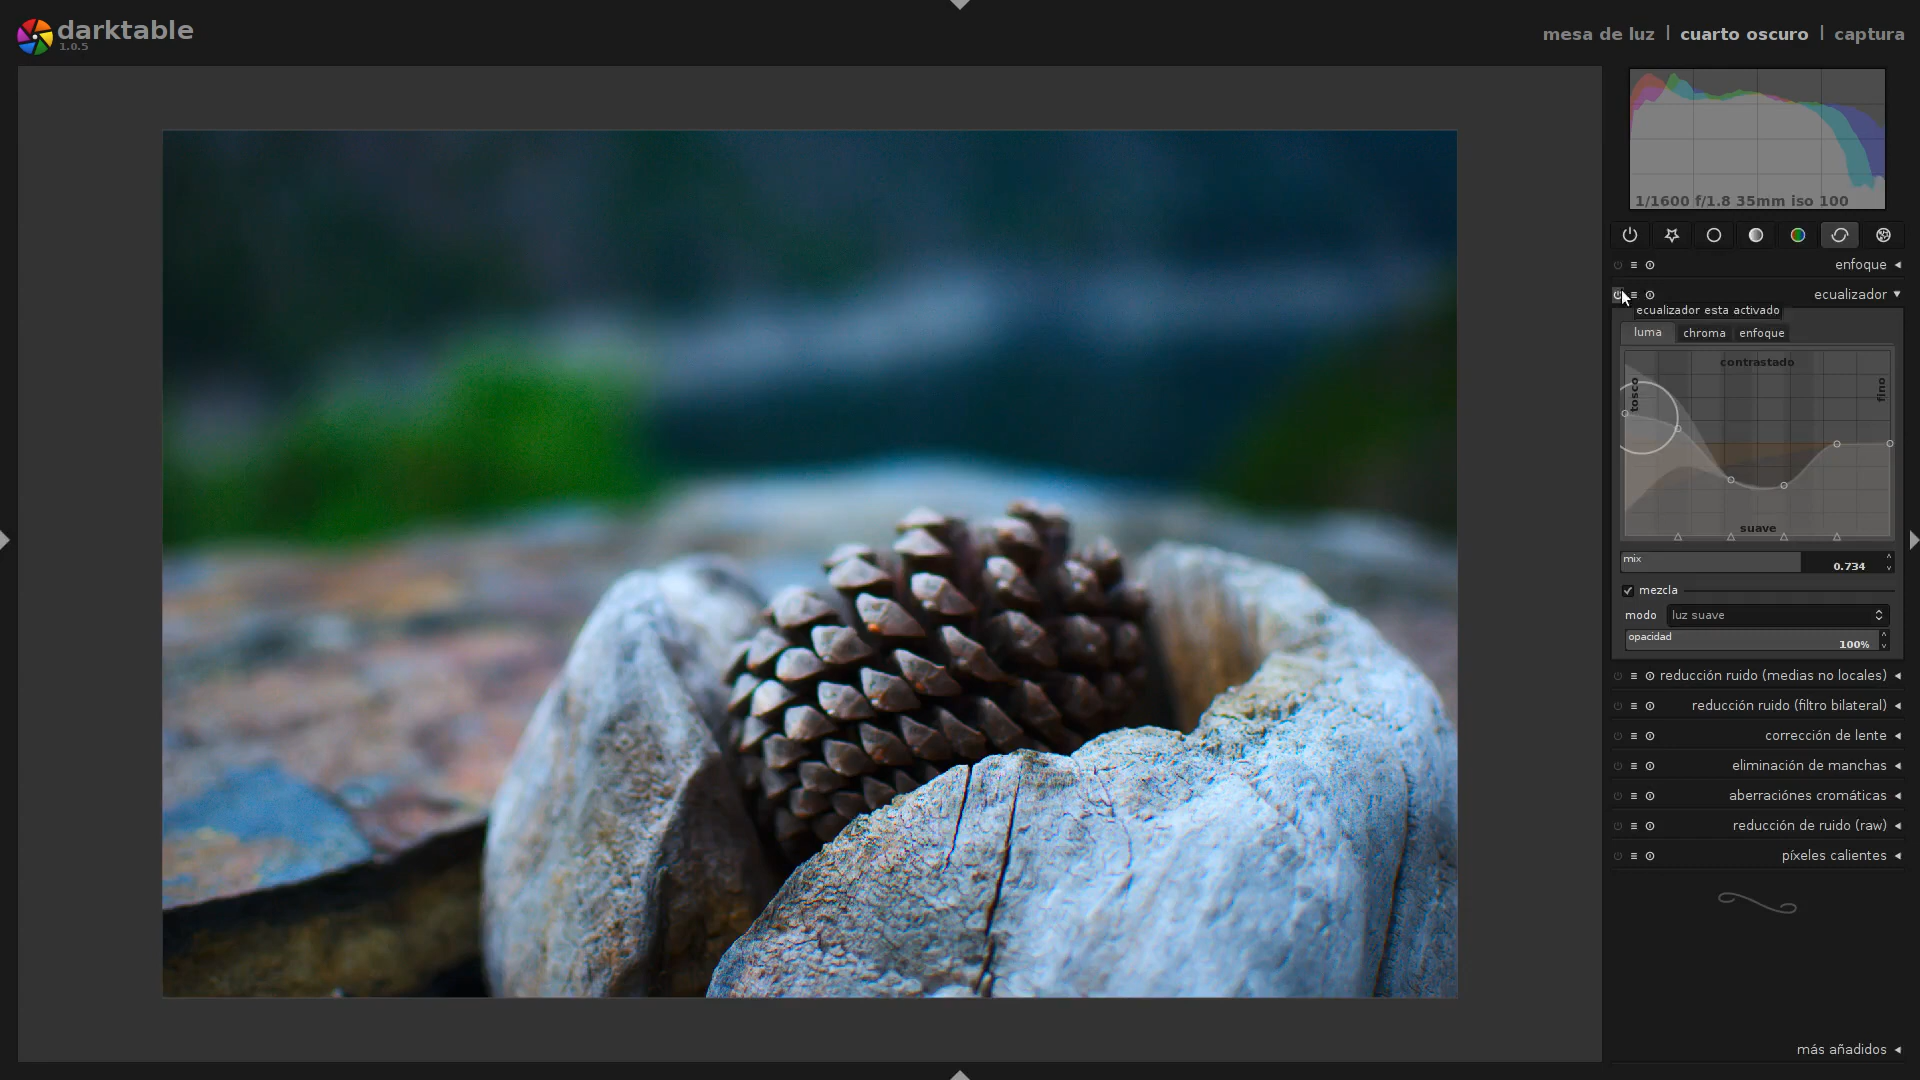 darktable
1.0.5
mesa de luz | cuarto oscuro | captura
1/1600 f/1.8 35mm iso 100
enfoque
ecualizador
ecualizador esta activado
luma chroma enfoque
contrastado
tosco
fino
suave
mix 0.734
mezcla
modo luz suave
opacidad 100%
reducción ruido (medias no locales)
reducción ruido (filtro bilateral)
corrección de lente
eliminación de manchas
aberraciónes cromáticas
reducción de ruido (raw)
píxeles calientes
más añadidos